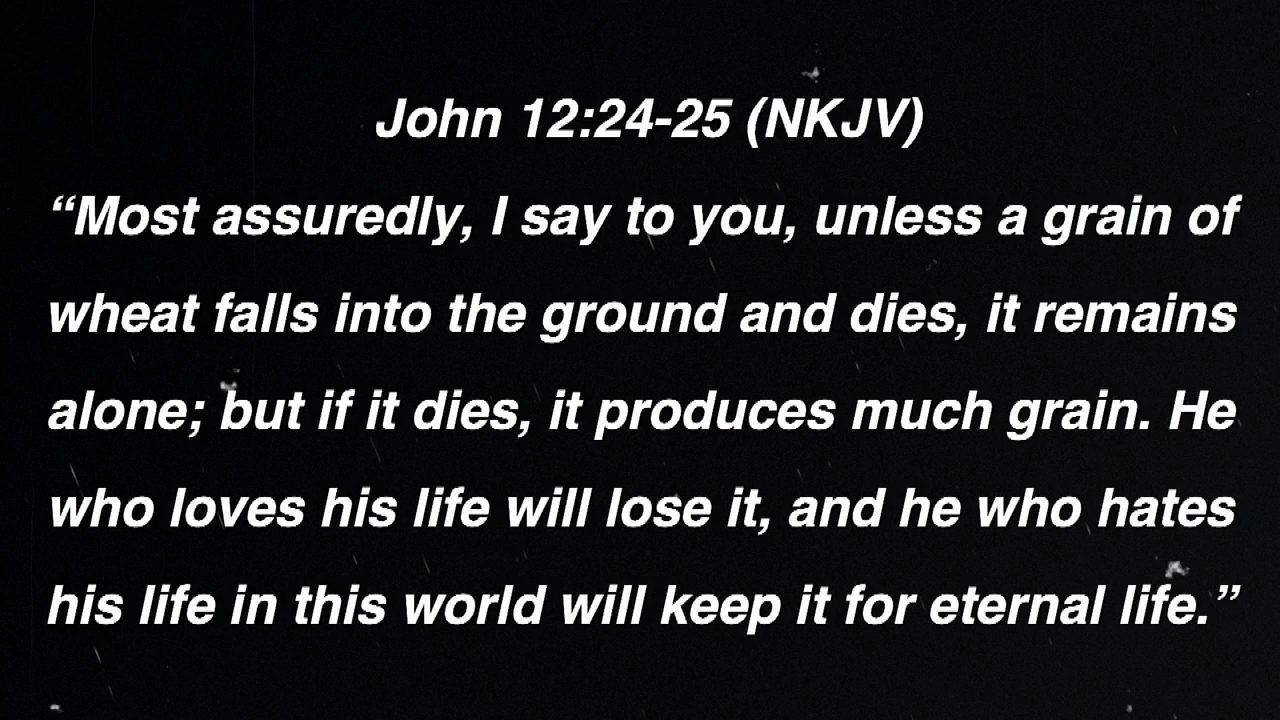 John 12:24-25 (NKJV)
“Most assuredly, I say to you, unless a grain of
wheat falls into the ground and dies, it remains
alone; but if it dies, it produces much grain. He
who loves his life will lose it, and he who hates
his life in this world will keep it for eternal life.”